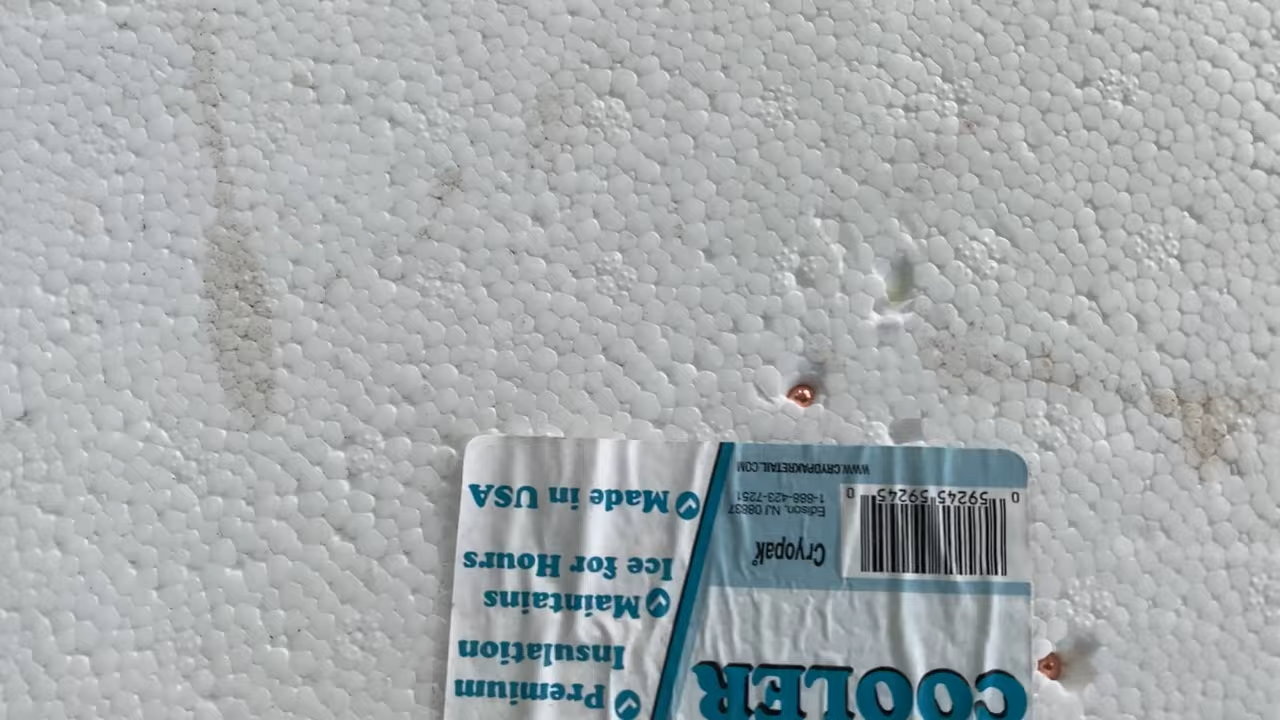 COOLER
Premium
Insulation
Maintains
Ice for Hours
Made in USA
Cryopak®
Edison, NJ 08837
1-888-423-7251
WWW.CRYOPAKRETAIL.COM
0 59245 59245 0